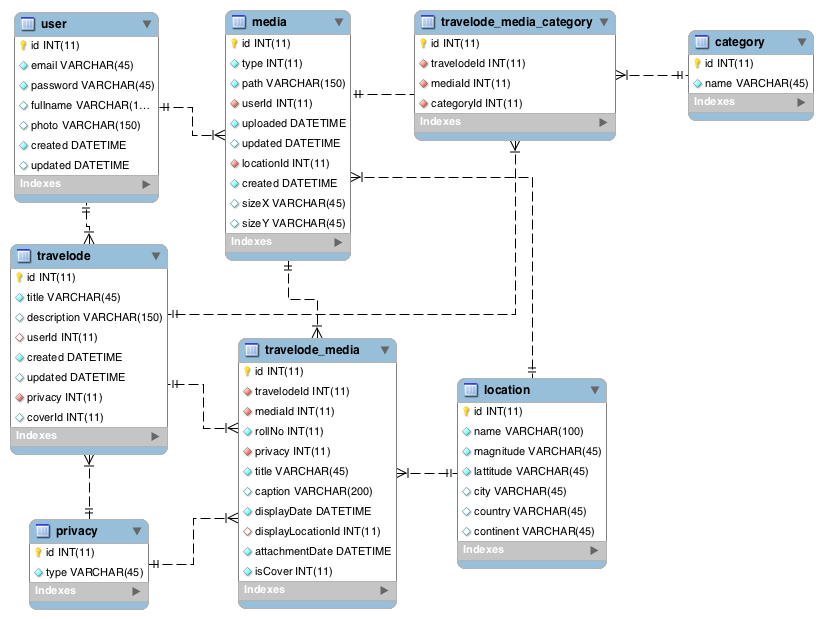 user
id INT(11)
email VARCHAR(45)
password VARCHAR(45)
fullname VARCHAR(1...
photo VARCHAR(150)
created DATETIME
updated DATETIME
Indexes
media
id INT(11)
type INT(11)
path VARCHAR(150)
userId INT(11)
uploaded DATETIME
updated DATETIME
locationId INT(11)
created DATETIME
sizeX VARCHAR(45)
sizeY VARCHAR(45)
Indexes
travelode_media_category
id INT(11)
travelodeId INT(11)
mediaId INT(11)
categoryId INT(11)
Indexes
category
id INT(11)
name VARCHAR(45)
Indexes
travelode
id INT(11)
title VARCHAR(45)
description VARCHAR(150)
userId INT(11)
created DATETIME
updated DATETIME
privacy INT(11)
coverId INT(11)
Indexes
travelode_media
id INT(11)
travelodeId INT(11)
mediaId INT(11)
rollNo INT(11)
privacy INT(11)
title VARCHAR(45)
caption VARCHAR(200)
displayDate DATETIME
displayLocationId INT(11)
attachmentDate DATETIME
isCover INT(11)
Indexes
location
id INT(11)
name VARCHAR(100)
magnitude VARCHAR(45)
lattitude VARCHAR(45)
city VARCHAR(45)
country VARCHAR(45)
continent VARCHAR(45)
Indexes
privacy
id INT(11)
type VARCHAR(45)
Indexes